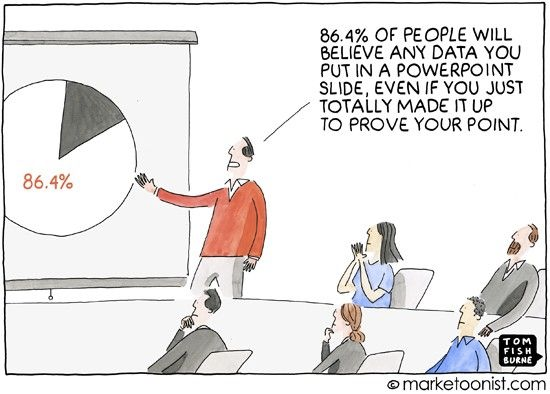 86.4% OF PEOPLE WILL
BELIEVE ANY DATA YOU
PUT IN A POWERPOINT
SLIDE, EVEN IF YOU JUST
TOTALLY MADE IT UP
TO PROVE YOUR POINT.
86.4%
TOM
FISH
BURNE
© marketoonist.com